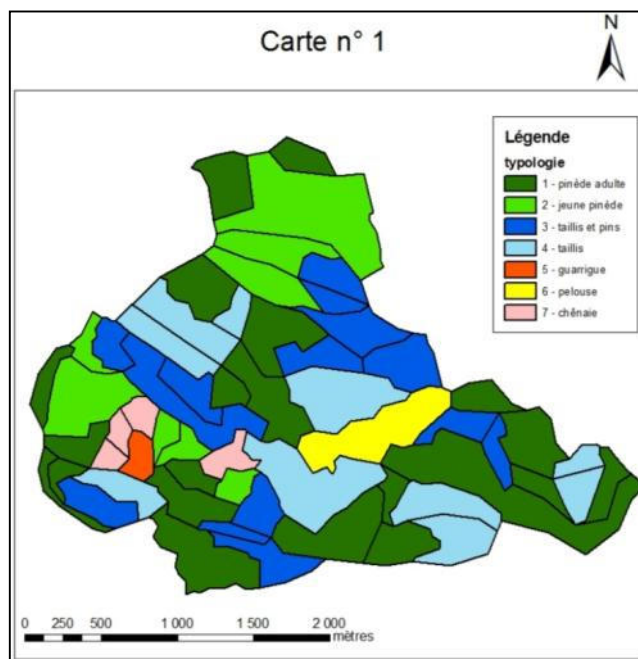 Carte n° 1
N
Légende
typologie
1 - pinède adulte
2 - jeune pinède
3 - taillis et pins
4 - taillis
5 - guarrigue
6 - pelouse
7 - chênaie
0 250 500 1 000 1 500 2 000
mètres